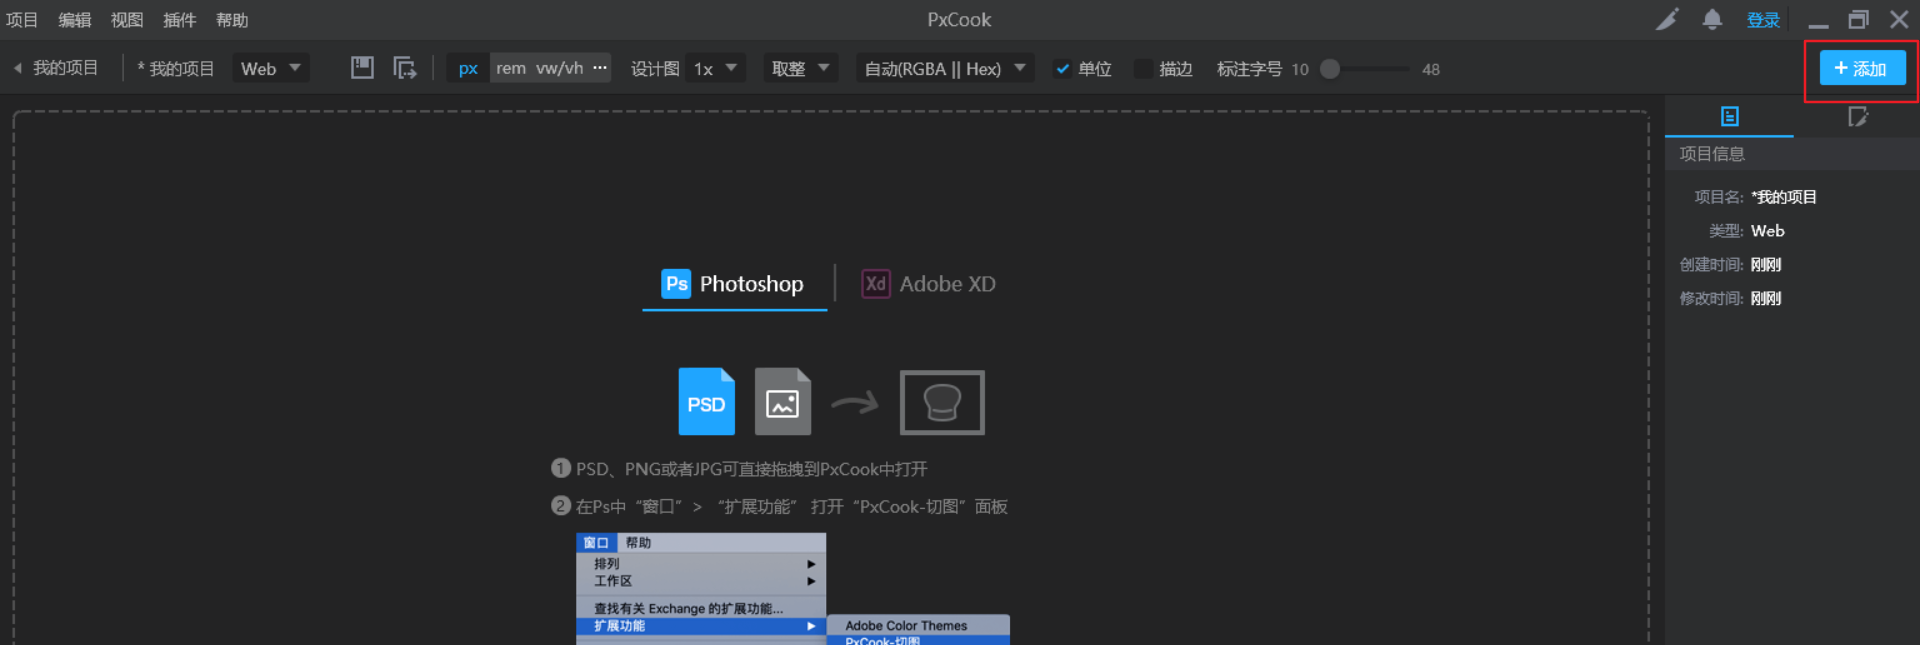 项目 编辑 视图 插件 帮助 PxCook 登录
我的项目 * 我的项目 Web px rem vw/vh ··· 设计图 1x 取整 自动(RGBA || Hex) 单位 描边 标注字号 10 48 + 添加
项目信息
项目名: *我的项目
类型: Web
创建时间: 刚刚
修改时间: 刚刚
Ps Photoshop Xd Adobe XD
PSD
1 PSD、PNG或者JPG可直接拖拽到PxCook中打开
2 在Ps中“窗口” > “扩展功能” 打开“PxCook-切图”面板
窗口 帮助
排列
工作区
查找有关 Exchange 的扩展功能...
扩展功能
Adobe Color Themes
PxCook-切图